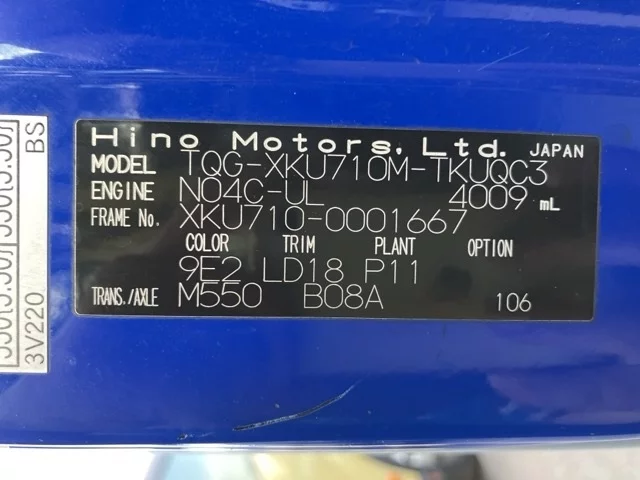 Hino Motors, Ltd. JAPAN
MODEL TQG-XKU710M-TKUQC3
ENGINE N04C-UL 4009 mL
FRAME No. XKU710-0001667
COLOR TRIM PLANT OPTION
9E2 LD18 P11
TRANS./AXLE M550 B08A 106
BS
3V220